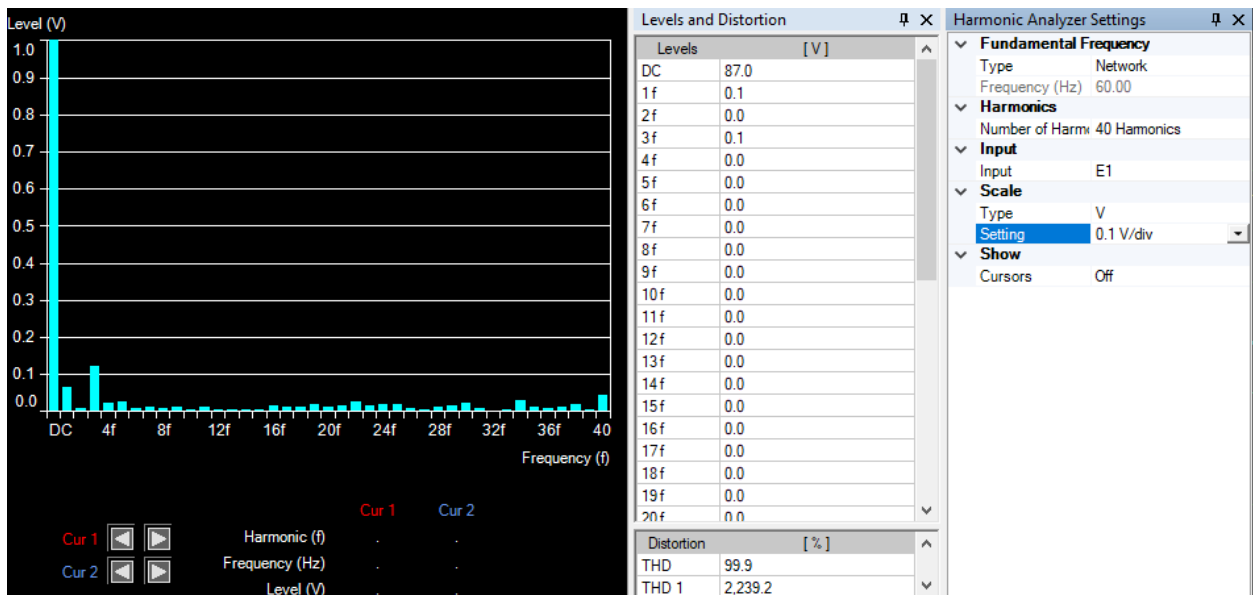 Level (V)
1.0
0.9
0.8
0.7
0.6
0.5
0.4
0.3
0.2
0.1
0.0
DC 4f 8f 12f 16f 20f 24f 28f 32f 36f 40
Frequency (f)
Cur 1 Cur 2
Cur 1 Harmonic (f) . .
Cur 2 Frequency (Hz) . .
Level (V) . .
Levels and Distortion
Levels [ V ]
DC 87.0
1f 0.1
2f 0.0
3f 0.1
4f 0.0
5f 0.0
6f 0.0
7f 0.0
8f 0.0
9f 0.0
10f 0.0
11f 0.0
12f 0.0
13f 0.0
14f 0.0
15f 0.0
16f 0.0
17f 0.0
18f 0.0
19f 0.0
20f 0.0
Distortion [ % ]
THD 99.9
THD 1 2,239.2
Harmonic Analyzer Settings
Fundamental Frequency
Type Network
Frequency (Hz) 60.00
Harmonics
Number of Harm 40 Harmonics
Input
Input E1
Scale
Type V
Setting 0.1 V/div
Show
Cursors Off